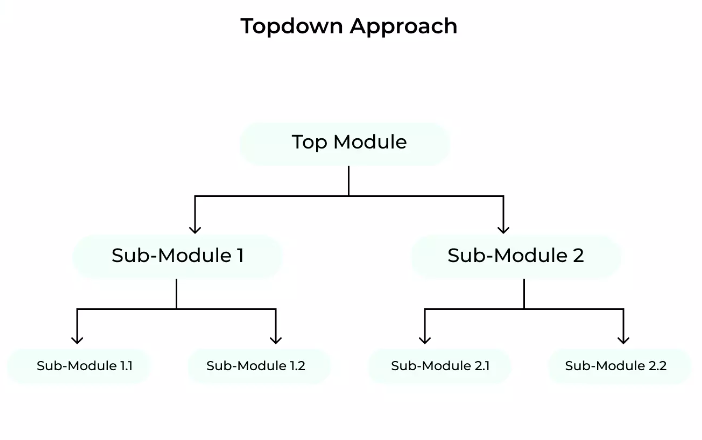 Topdown Approach
Top Module
Sub-Module 1
Sub-Module 2
Sub-Module 1.1
Sub-Module 1.2
Sub-Module 2.1
Sub-Module 2.2